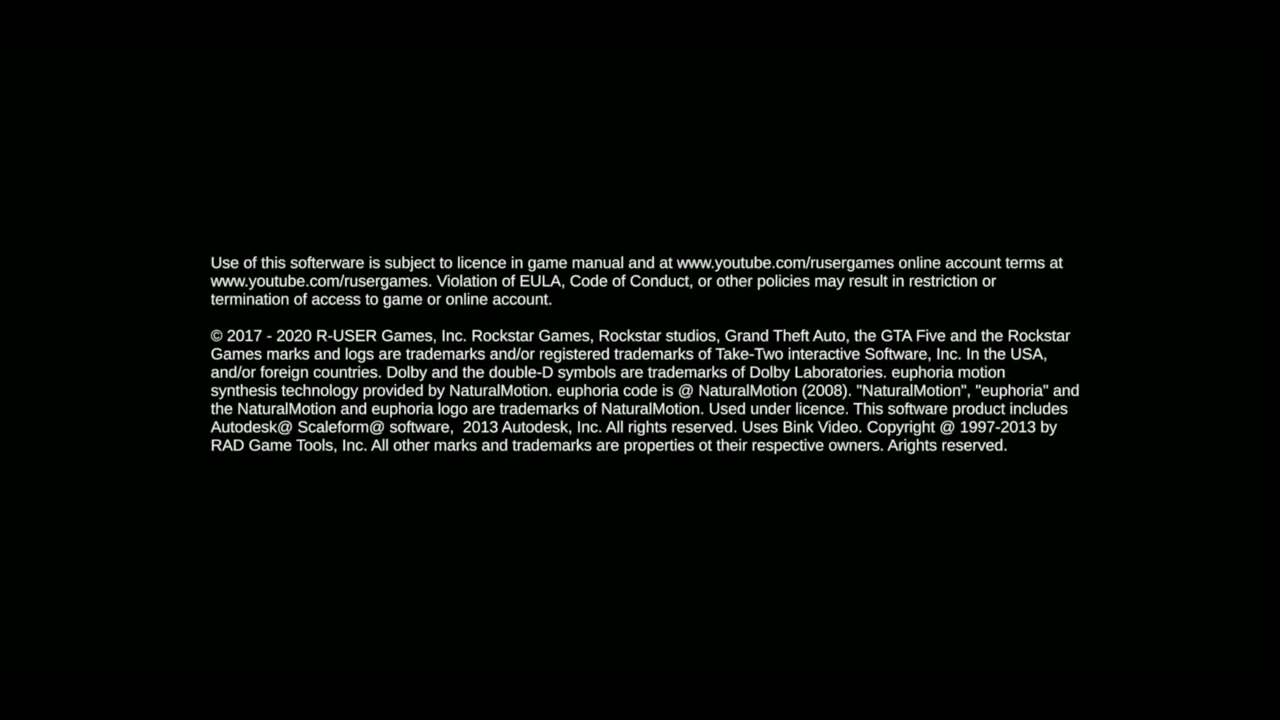 Use of this softerware is subject to licence in game manual and at www.youtube.com/rusergames online account terms at
www.youtube.com/rusergames. Violation of EULA, Code of Conduct, or other policies may result in restriction or
termination of access to game or online account.
© 2017 - 2020 R-USER Games, Inc. Rockstar Games, Rockstar studios, Grand Theft Auto, the GTA Five and the Rockstar
Games marks and logs are trademarks and/or registered trademarks of Take-Two interactive Software, Inc. In the USA,
and/or foreign countries. Dolby and the double-D symbols are trademarks of Dolby Laboratories. euphoria motion
synthesis technology provided by NaturalMotion. euphoria code is @ NaturalMotion (2008). "NaturalMotion", "euphoria" and
the NaturalMotion and euphoria logo are trademarks of NaturalMotion. Used under licence. This software product includes
Autodesk@ Scaleform@ software,  2013 Autodesk, Inc. All rights reserved. Uses Bink Video. Copyright @ 1997-2013 by
RAD Game Tools, Inc. All other marks and trademarks are properties ot their respective owners. Arights reserved.